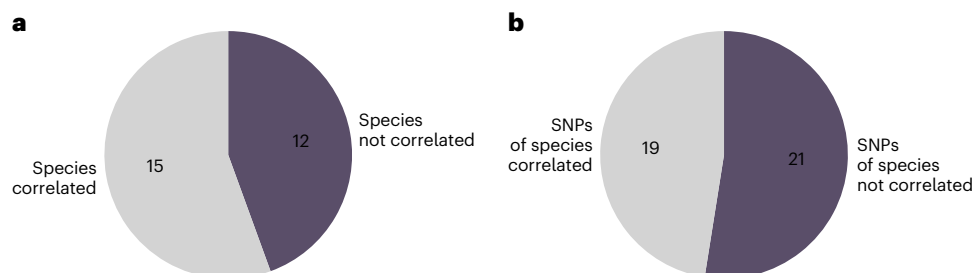 a
Species
not correlated
12
15
Species
correlated
b
SNPs
of species
correlated
19
21
SNPs
of species
not correlated